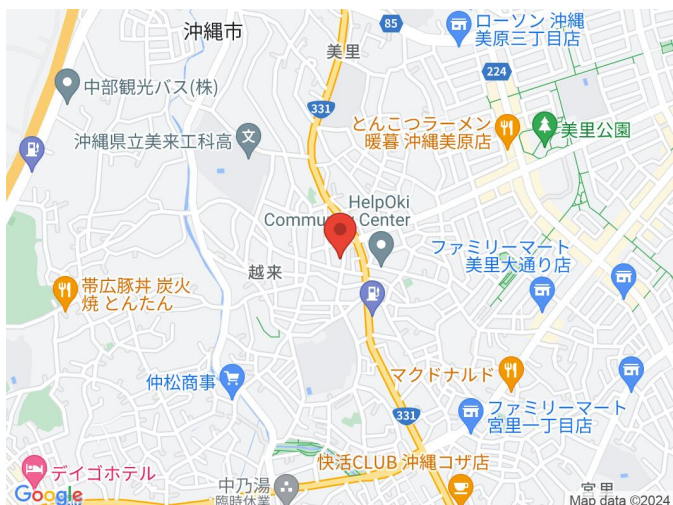 沖縄市
85
ローソン 沖縄
美原三丁目店
美里
中部観光バス(株)
224
331
とんこつラーメン
暖暮 沖縄美原店
美里公園
沖縄県立美来工科高
文
HelpOki
Community Center
ファミリーマート
美里大通り店
越来
帯広豚丼 炭火
焼 とんたん
マクドナルド
仲松商事
331
ファミリーマート
宮里一丁目店
快活CLUB 沖縄コザ店
デイゴホテル
中乃湯
臨時休業
宮里
Google
Map data ©2024